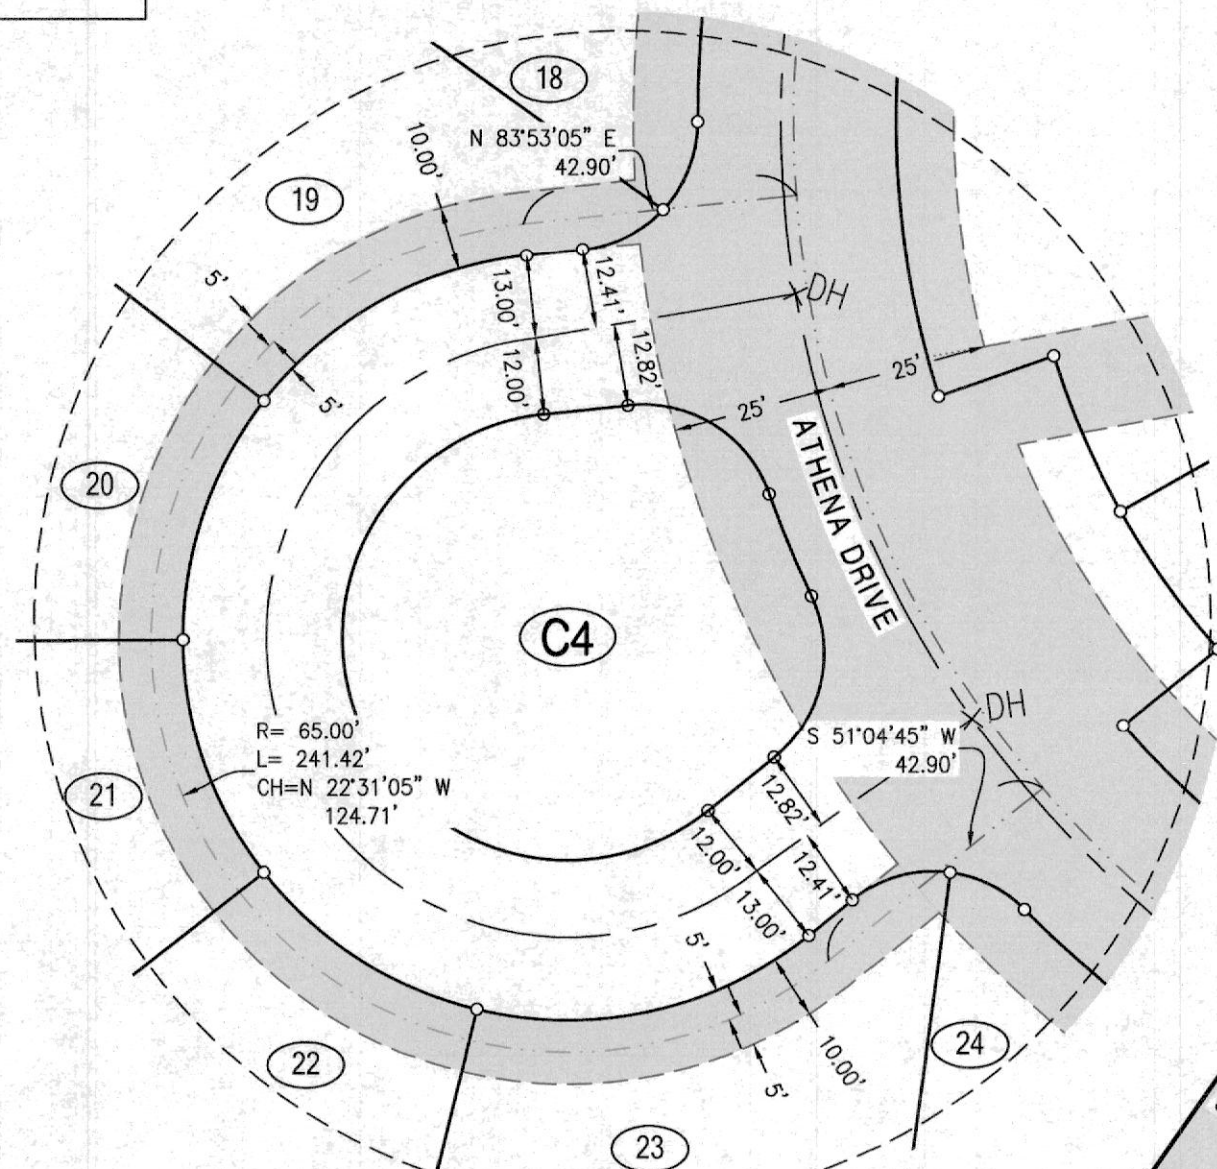 18
N 83°53'05" E
42.90'
10.00'
19
5'
5'
13.00'
12.41'
DH
12.00'
12.82'
25'
25'
ATHENA DRIVE
20
C4
DH
S 51°04'45" W
42.90'
R= 65.00'
L= 241.42'
CH=N 22°31'05" W
124.71'
21
12.82'
12.00'
12.41'
13.00'
5'
5'
10.00'
22
24
23